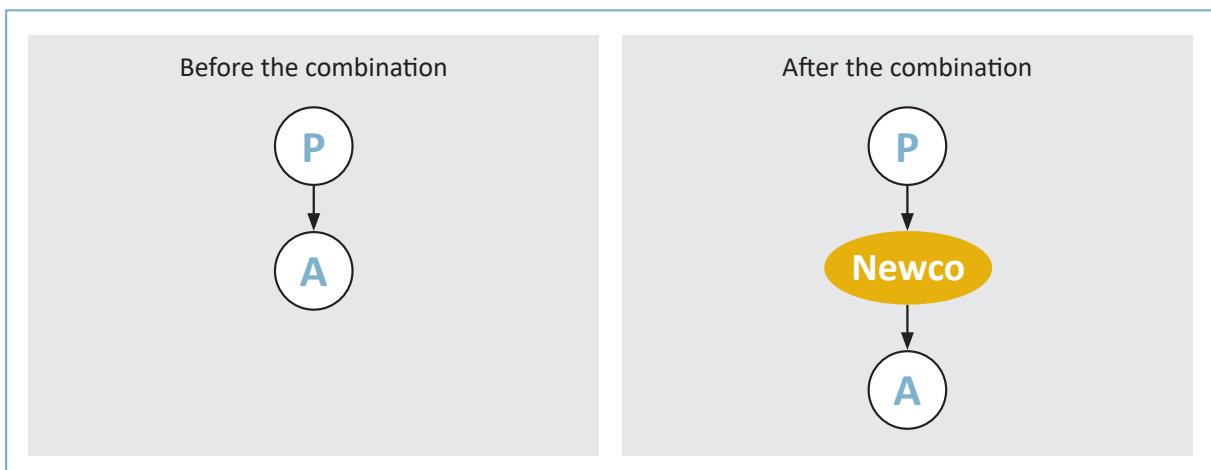 Before the combination
P
A
After the combination
P
Newco
A